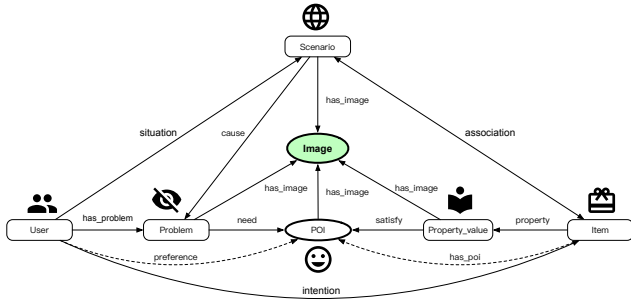 Scenario
has_image
situation
cause
association
Image
has_image
has_image
has_image
User
has_problem
Problem
need
POI
satisfy
Property_value
property
Item
preference
has_poi
intention